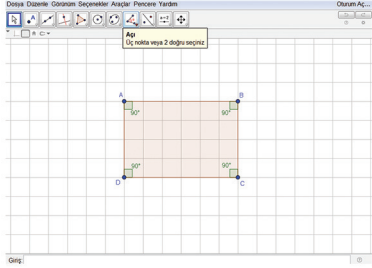 Dosya Düzenle Görünüm Seçenekler Araçlar Pencere Yardım Oturum Aç...
Açı
Üç nokta veya 2 doğru seçiniz
A B
90° 90°
90° 90°
D C
Giriş: